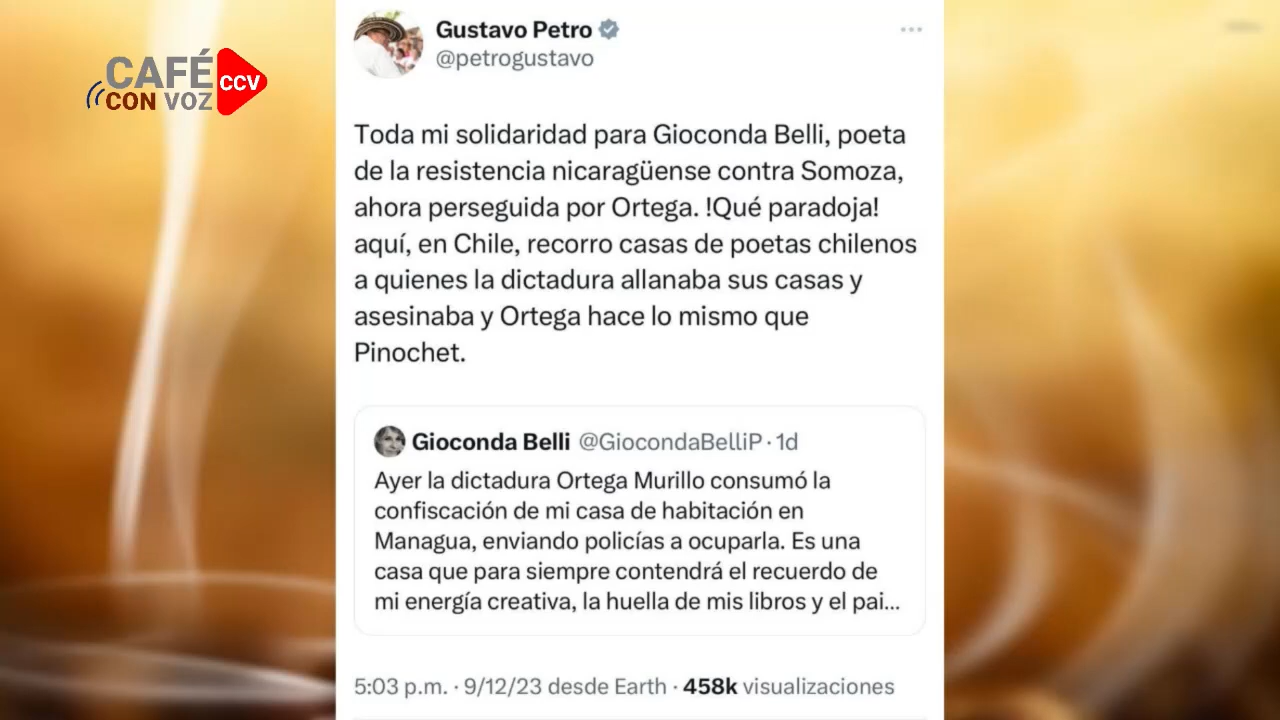 CAFÉ
CON VOZ
CCV
Gustavo Petro
@petrogustavo
Toda mi solidaridad para Gioconda Belli, poeta
de la resistencia nicaragüense contra Somoza,
ahora perseguida por Ortega. !Qué paradoja!
aquí, en Chile, recorro casas de poetas chilenos
a quienes la dictadura allanaba sus casas y
asesinaba y Ortega hace lo mismo que
Pinochet.
Gioconda Belli @GiocondaBelliP · 1d
Ayer la dictadura Ortega Murillo consumó la
confiscación de mi casa de habitación en
Managua, enviando policías a ocuparla. Es una
casa que para siempre contendrá el recuerdo de
mi energía creativa, la huella de mis libros y el pai...
5:03 p.m. · 9/12/23 desde Earth · 458k visualizaciones